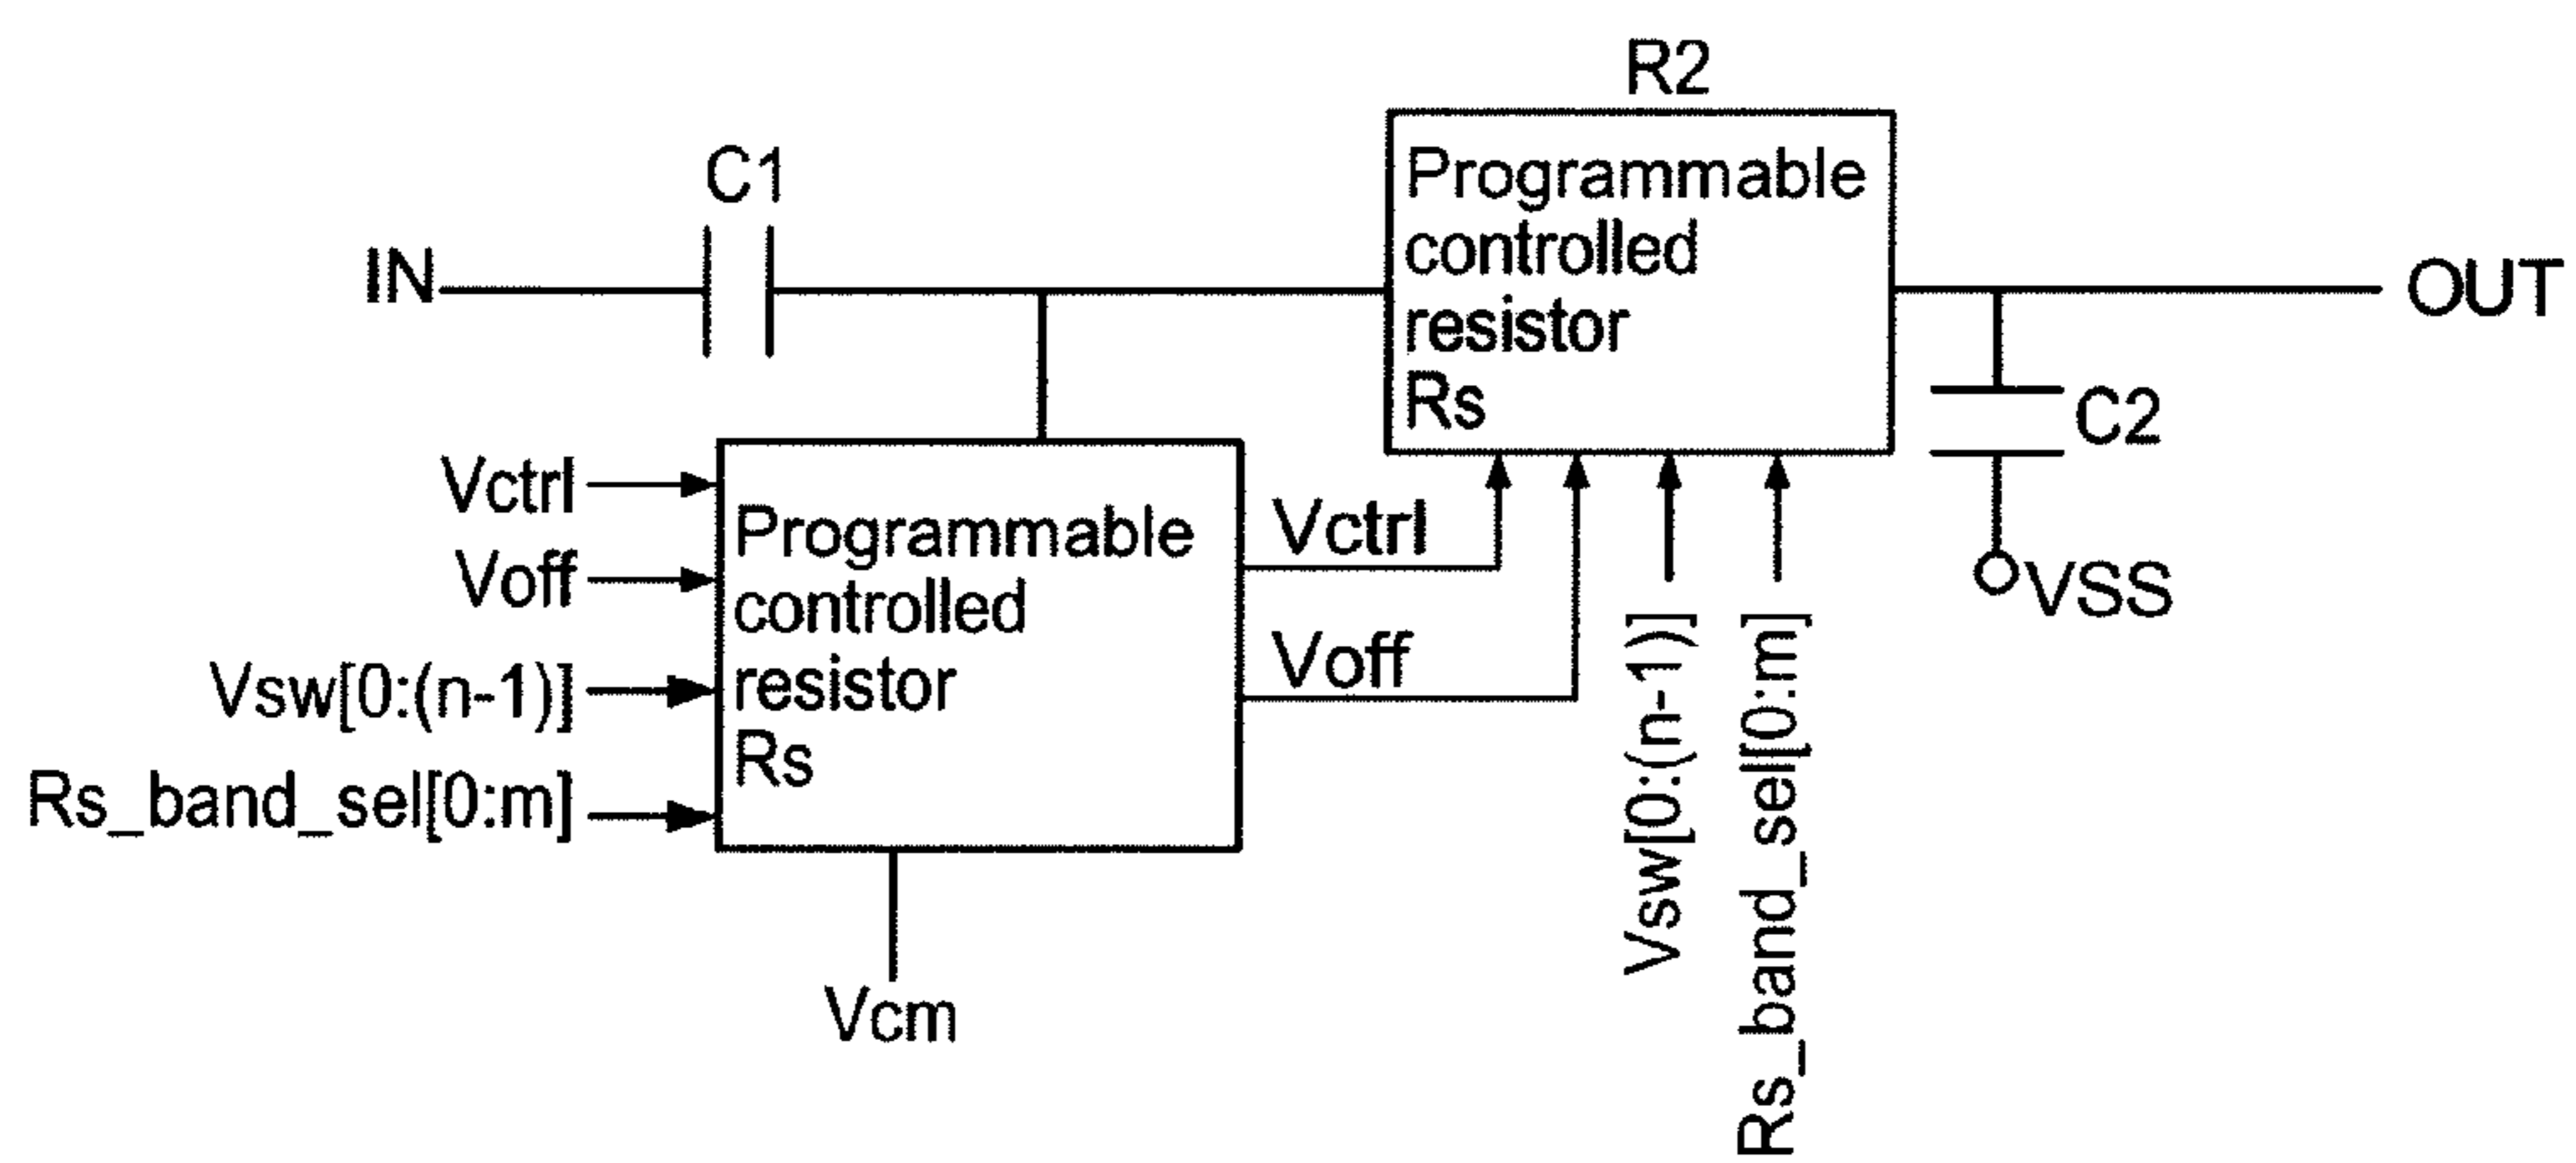 R2
C1
Programmable
controlled
resistor
Rs
IN
OUT
C2
VSS
Vctrl
Voff
Vsw[0:(n-1)]
Rs_band_sel[0:m]
Programmable
controlled
resistor
Rs
Vctrl
Voff
Vsw[0:(n-1)]
Rs_band_sel[0:m]
Vcm